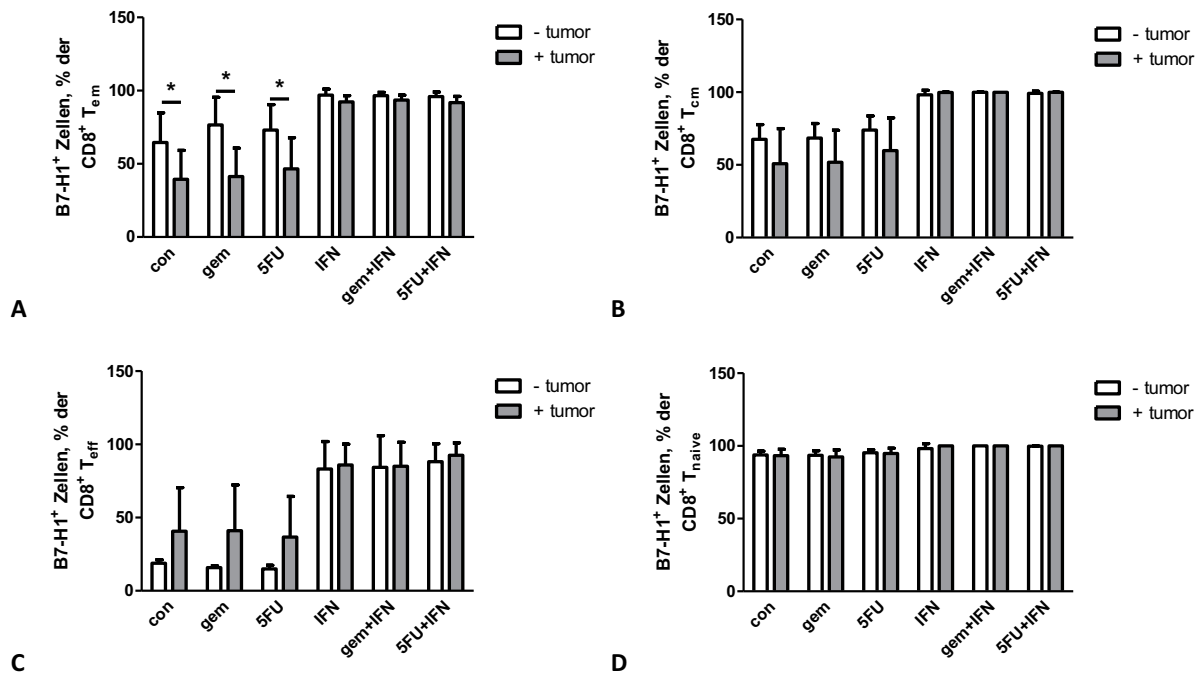 150
100
50
0
B7-H1⁺ Zellen, % der
CD8⁺ Tₑₘ
*
*
*
- tumor
+ tumor
con
gem
5FU
IFN
gem+IFN
5FU+IFN
A
150
100
50
0
B7-H1⁺ Zellen, % der
CD8⁺ T_cm
- tumor
+ tumor
con
gem
5FU
IFN
gem+IFN
5FU+IFN
B
150
100
50
0
B7-H1⁺ Zellen, % der
CD8⁺ T_eff
- tumor
+ tumor
con
gem
5FU
IFN
gem+IFN
5FU+IFN
C
150
100
50
0
B7-H1⁺ Zellen, % der
CD8⁺ T_naive
- tumor
+ tumor
con
gem
5FU
IFN
gem+IFN
5FU+IFN
D